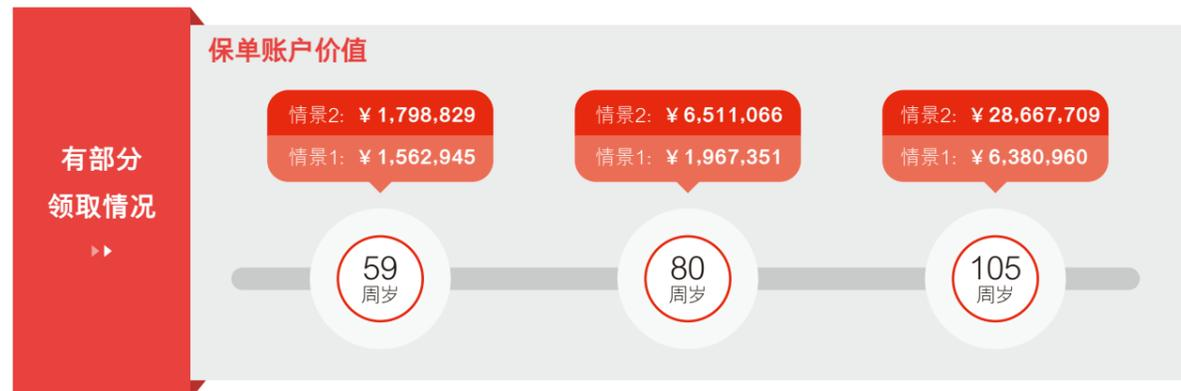 有部分
领取情况
保单账户价值
情景2: ¥ 1,798,829
情景1: ¥ 1,562,945
59
周岁
情景2: ¥ 6,511,066
情景1: ¥ 1,967,351
80
周岁
情景2: ¥ 28,667,709
情景1: ¥ 6,380,960
105
周岁